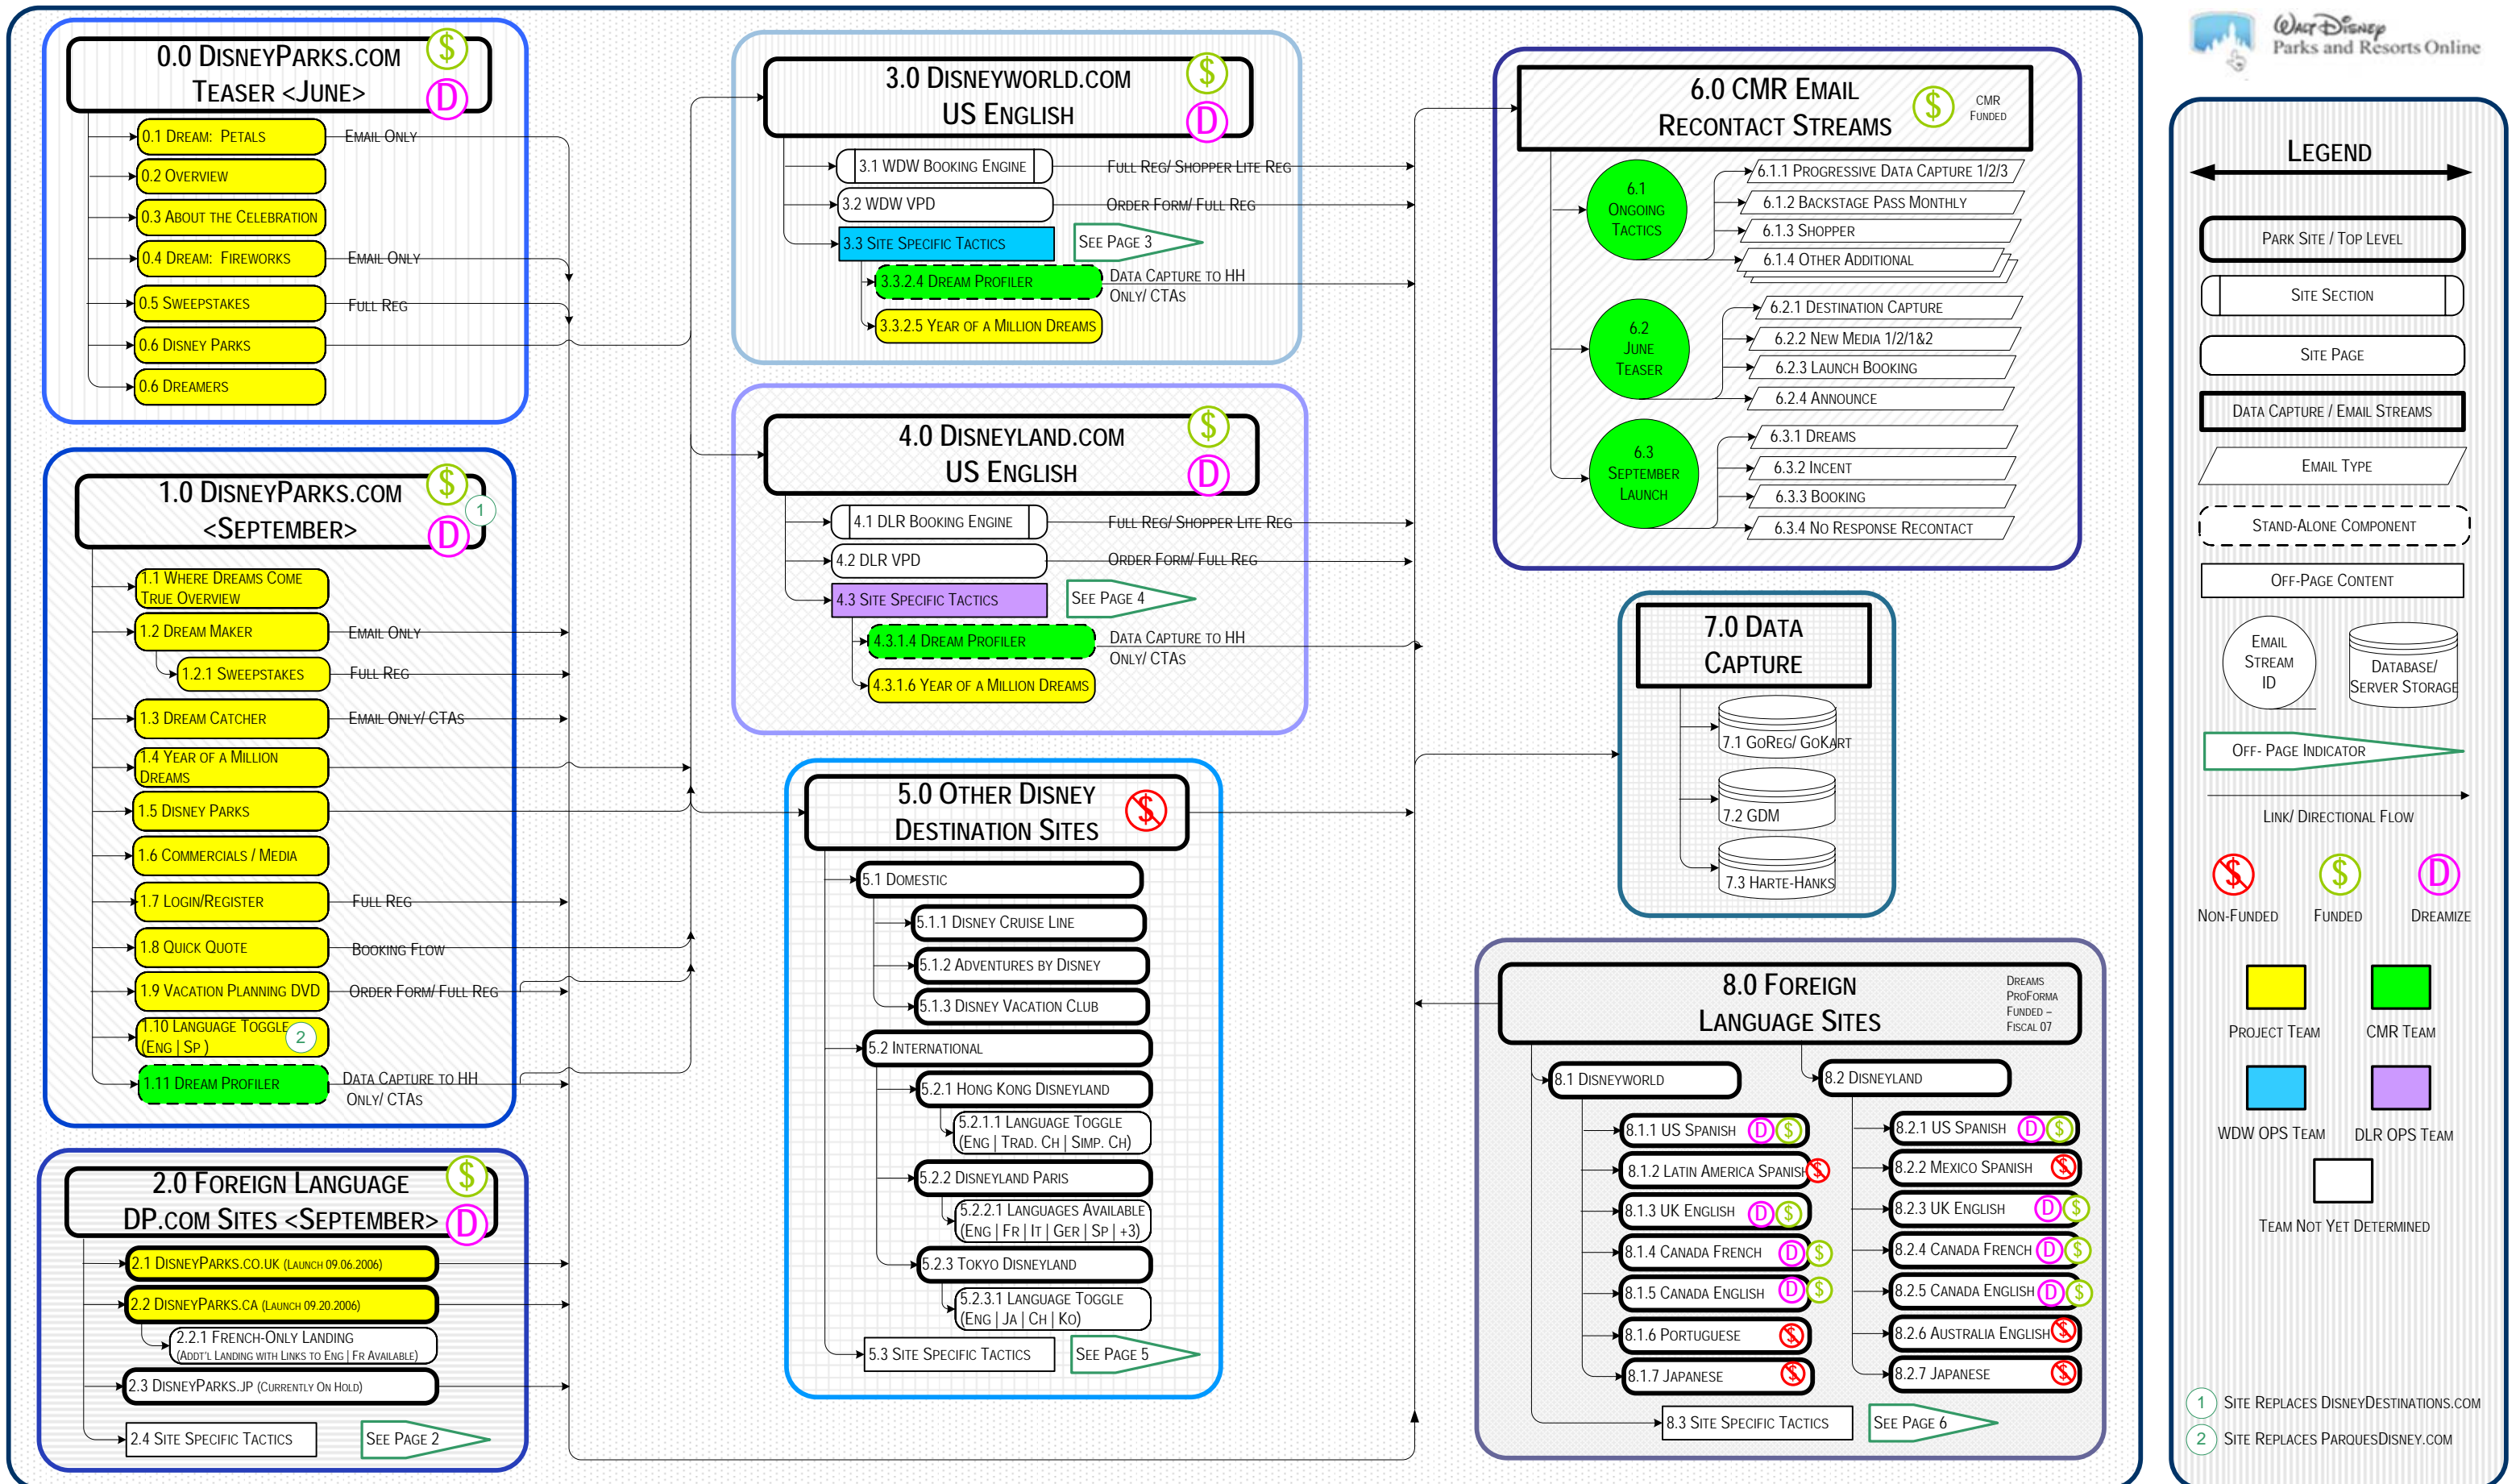 0.0 DisneyParks.com
Teaser <June>
$
D
0.1 Dream: Petals
Email Only
0.2 Overview
0.3 About the Celebration
0.4 Dream: Fireworks
Email Only
0.5 Sweepstakes
Full Reg
0.6 Disney Parks
0.6 Dreamers
1.0 DisneyParks.com
<September>
$
1
D
1.1 Where Dreams Come
True Overview
1.2 Dream Maker
Email Only
1.2.1 Sweepstakes
Full Reg
1.3 Dream Catcher
Email Only/ CTAs
1.4 Year of a Million
Dreams
1.5 Disney Parks
1.6 Commercials / Media
1.7 Login/Register
Full Reg
1.8 Quick Quote
Booking Flow
1.9 Vacation Planning DVD
Order Form/ Full Reg
1.10 Language Toggle
(Eng | Sp )
2
1.11 Dream Profiler
Data Capture to HH
Only/ CTAs
2.0 Foreign Language
DP.com Sites <September>
$
D
2.1 DisneyParks.co.uk (Launch 09.06.2006)
2.2 DisneyParks.ca (Launch 09.20.2006)
2.2.1 French-Only Landing
(Addt'l Landing with Links to Eng | Fr Available)
2.3 DisneyParks.jp (Currently On Hold)
2.4 Site Specific Tactics
See Page 2
3.0 Disneyworld.com
US English
$
D
3.1 WDW Booking Engine
Full Reg/ Shopper Lite Reg
3.2 WDW VPD
Order Form/ Full Reg
3.3 Site Specific Tactics
See Page 3
3.3.2.4 Dream Profiler
Data Capture to HH
Only/ CTAs
3.3.2.5 Year of a Million Dreams
4.0 Disneyland.com
US English
$
D
4.1 DLR Booking Engine
Full Reg/ Shopper Lite Reg
4.2 DLR VPD
Order Form/ Full Reg
4.3 Site Specific Tactics
See Page 4
4.3.1.4 Dream Profiler
Data Capture to HH
Only/ CTAs
4.3.1.6 Year of a Million Dreams
5.0 Other Disney
Destination Sites
$
5.1 Domestic
5.1.1 Disney Cruise Line
5.1.2 Adventures by Disney
5.1.3 Disney Vacation Club
5.2 International
5.2.1 Hong Kong Disneyland
5.2.1.1 Language Toggle
(Eng | Trad. Ch | Simp. Ch)
5.2.2 Disneyland Paris
5.2.2.1 Languages Available
(Eng | Fr | It | Ger | Sp | +3)
5.2.3 Tokyo Disneyland
5.2.3.1 Language Toggle
(Eng | Ja | Ch | Ko)
5.3 Site Specific Tactics
See Page 5
6.0 CMR Email
Recontact Streams
$
CMR
Funded
6.1
Ongoing
Tactics
6.1.1 Progressive Data Capture 1/2/3
6.1.2 Backstage Pass Monthly
6.1.3 Shopper
6.1.4 Other Additional
6.2
June
Teaser
6.2.1 Destination Capture
6.2.2 New Media 1/2/1&2
6.2.3 Launch Booking
6.2.4 Announce
6.3
September
Launch
6.3.1 Dreams
6.3.2 Incent
6.3.3 Booking
6.3.4 No Response Recontact
7.0 Data
Capture
7.1 GoReg/ GoKart
7.2 GDM
7.3 Harte-Hanks
8.0 Foreign
Language Sites
Dreams
ProForma
Funded –
Fiscal 07
8.1 Disneyworld
8.1.1 US Spanish D $
8.1.2 Latin America Spanish $
8.1.3 UK English D $
8.1.4 Canada French D $
8.1.5 Canada English D $
8.1.6 Portuguese $
8.1.7 Japanese $
8.2 Disneyland
8.2.1 US Spanish D $
8.2.2 Mexico Spanish $
8.2.3 UK English D $
8.2.4 Canada French D $
8.2.5 Canada English D $
8.2.6 Australia English $
8.2.7 Japanese $
8.3 Site Specific Tactics
See Page 6
Walt Disney
Parks and Resorts Online
Legend
Park Site / Top Level
Site Section
Site Page
Data Capture / Email Streams
Email Type
Stand-Alone Component
Off-Page Content
Email
Stream
ID
Database/
Server Storage
Off- Page Indicator
Link/ Directional Flow
$ $ D
Non-Funded Funded Dreamize
Project Team CMR Team
WDW OPS Team DLR OPS Team
Team Not Yet Determined
1 Site Replaces DisneyDestinations.com
2 Site Replaces ParquesDisney.com